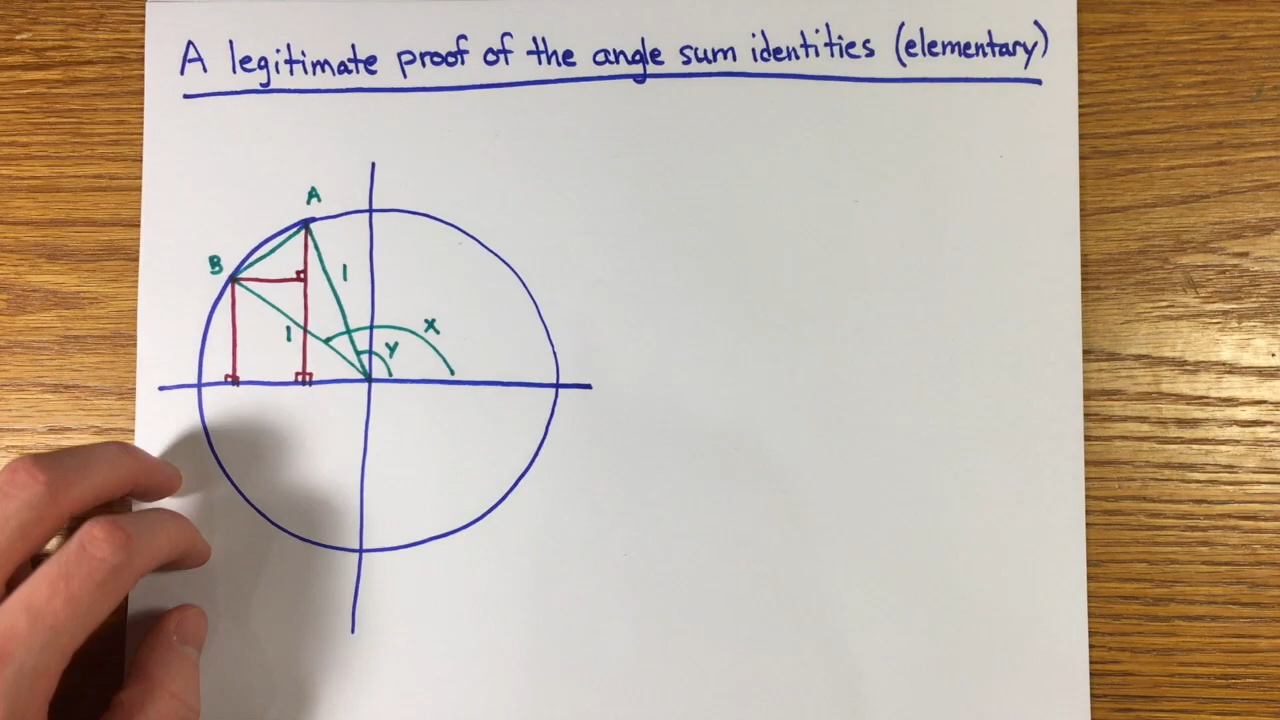 A legitimate proof of the angle sum identities (elementary)
A
B
1
1
X
Y